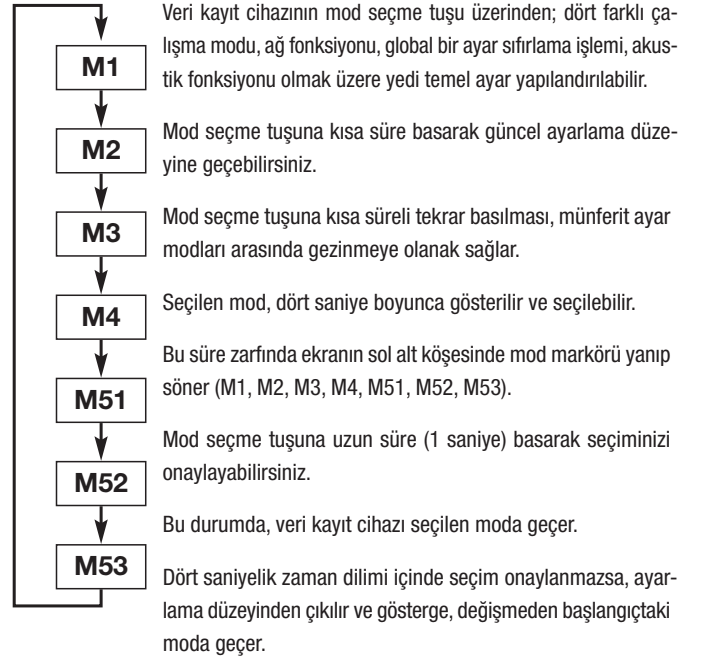 Veri kayıt cihazının mod seçme tuşu üzerinden; dört farklı ça-
lışma modu, ağ fonksiyonu, global bir ayar sıfırlama işlemi, akus-
tik fonksiyonu olmak üzere yedi temel ayar yapılandırılabilir.
Mod seçme tuşuna kısa süre basarak güncel ayarlama düze-
yine geçebilirsiniz.
Mod seçme tuşuna kısa süreli tekrar basılması, münferit ayar
modları arasında gezinmeye olanak sağlar.
Seçilen mod, dört saniye boyunca gösterilir ve seçilebilir.
Bu süre zarfında ekranın sol alt köşesinde mod markörü yanıp
söner (M1, M2, M3, M4, M51, M52, M53).
Mod seçme tuşuna uzun süre (1 saniye) basarak seçiminizi
onaylayabilirsiniz.
Bu durumda, veri kayıt cihazı seçilen moda geçer.
Dört saniyelik zaman dilimi içinde seçim onaylanmazsa, ayar-
lama düzeyinden çıkılır ve gösterge, değişmeden başlangıçtaki
moda geçer.
M1
M2
M3
M4
M51
M52
M53